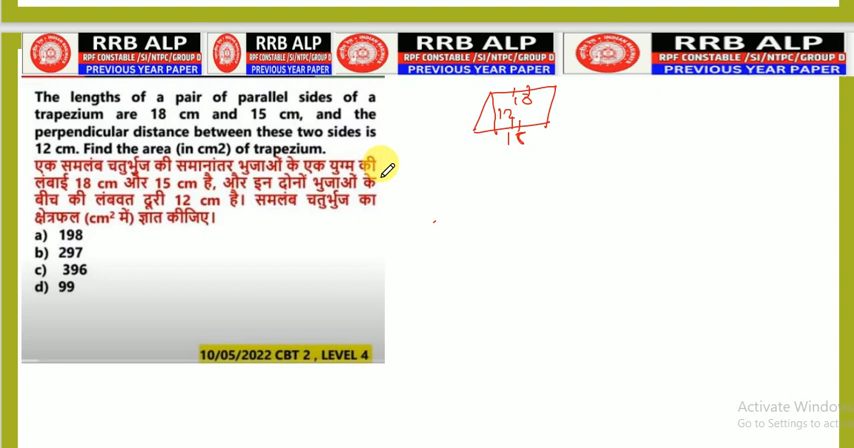 RRB ALP
RPF CONSTABLE /SI/NTPC/GROUP D
PREVIOUS YEAR PAPER
RRB ALP
RPF CONSTABLE /SI/NTPC/GROUP D
PREVIOUS YEAR PAPER
RRB ALP
RPF CONSTABLE /SI/NTPC/GROUP D
PREVIOUS YEAR PAPER
RRB ALP
RPF CONSTABLE /SI/NTPC/GROUP D
PREVIOUS YEAR PAPER
The lengths of a pair of parallel sides of a
trapezium are 18 cm and 15 cm, and the
perpendicular distance between these two sides is
12 cm. Find the area (in cm2) of trapezium.
एक समलंब चतुर्भुज की समानांतर भुजाओं के एक युग्म की
लंबाई 18 cm और 15 cm है, और इन दोनों भुजाओं के
बीच की लंबवत दूरी 12 cm है। समलंब चतुर्भुज का
क्षेत्रफल (cm² में) ज्ञात कीजिए।
a) 198
b) 297
c) 396
d) 99
10/05/2022 CBT 2 , LEVEL 4
18
12
15
Activate Windo
Go to Settings to act